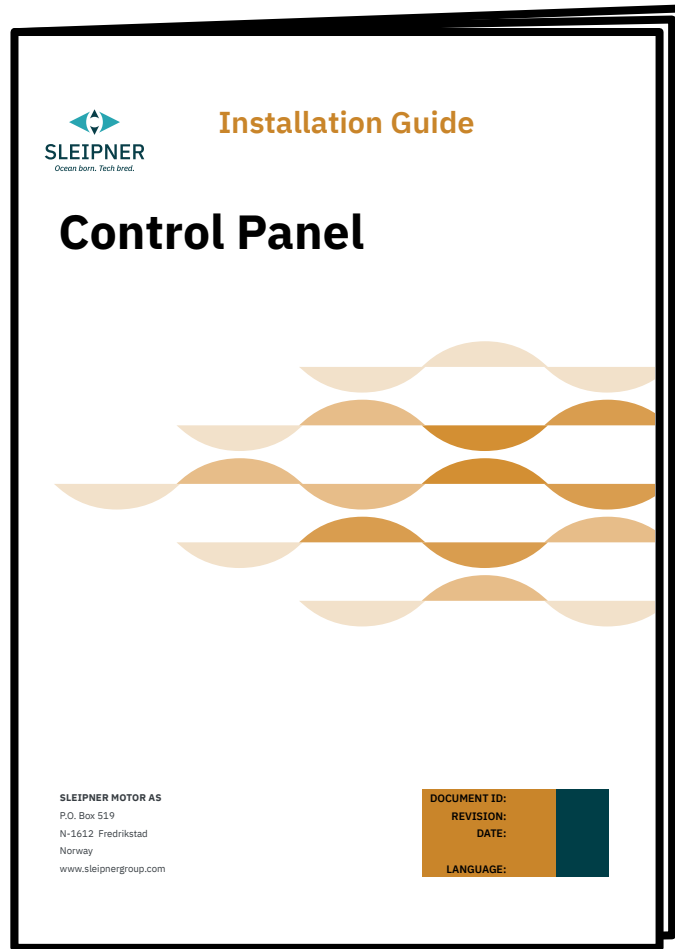 Installation Guide
SLEIPNER
Ocean born. Tech bred.
Control Panel
SLEIPNER MOTOR AS
P.O. Box 519
N-1612 Fredrikstad
Norway
www.sleipnergroup.com
DOCUMENT ID:
REVISION:
DATE:
LANGUAGE: